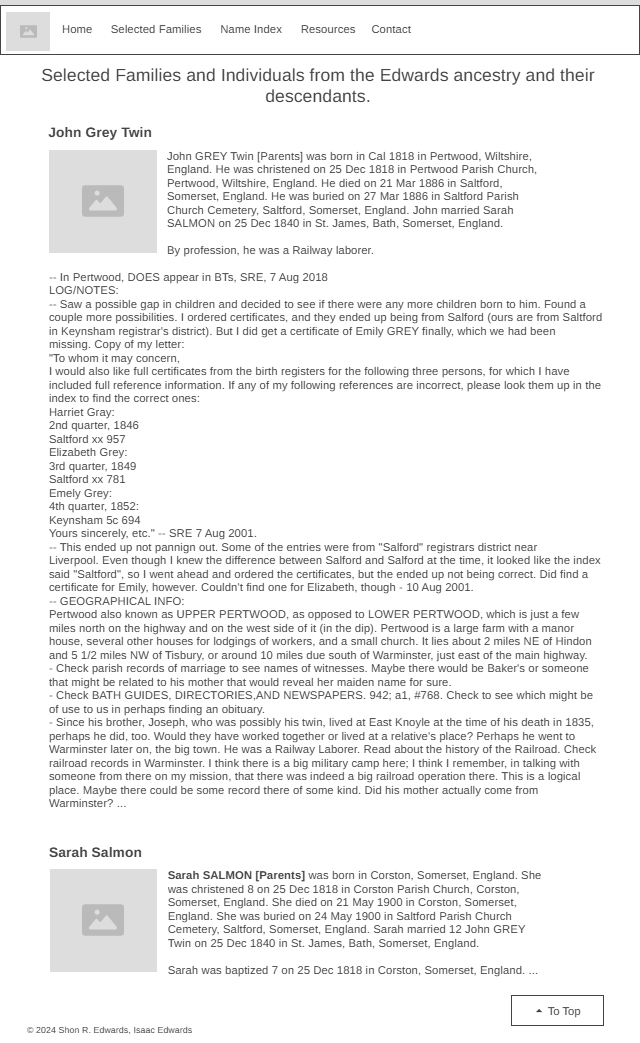 Home Selected Families Name Index Resources Contact
Selected Families and Individuals from the Edwards ancestry and their
descendants.
John Grey Twin
John GREY Twin [Parents] was born in Cal 1818 in Pertwood, Wiltshire,
England. He was christened on 25 Dec 1818 in Pertwood Parish Church,
Pertwood, Wiltshire, England. He died on 21 Mar 1886 in Saltford,
Somerset, England. He was buried on 27 Mar 1886 in Saltford Parish
Church Cemetery, Saltford, Somerset, England. John married Sarah
SALMON on 25 Dec 1840 in St. James, Bath, Somerset, England.
By profession, he was a Railway laborer.
-- In Pertwood, DOES appear in BTs, SRE, 7 Aug 2018
LOG/NOTES:
-- Saw a possible gap in children and decided to see if there were any more children born to him. Found a
couple more possibilities. I ordered certificates, and they ended up being from Salford (ours are from Saltford
in Keynsham registrar's district). But I did get a certificate of Emily GREY finally, which we had been
missing. Copy of my letter:
"To whom it may concern,
I would also like full certificates from the birth registers for the following three persons, for which I have
included full reference information. If any of my following references are incorrect, please look them up in the
index to find the correct ones:
Harriet Gray:
2nd quarter, 1846
Saltford xx 957
Elizabeth Grey:
3rd quarter, 1849
Saltford xx 781
Emely Grey:
4th quarter, 1852:
Keynsham 5c 694
Yours sincerely, etc." -- SRE 7 Aug 2001.
-- This ended up not pannign out. Some of the entries were from "Salford" registrars district near
Liverpool. Even though I knew the difference between Salford and Salford at the time, it looked like the index
said "Saltford", so I went ahead and ordered the certificates, but the ended up not being correct. Did find a
certificate for Emily, however. Couldn't find one for Elizabeth, though - 10 Aug 2001.
-- GEOGRAPHICAL INFO:
Pertwood also known as UPPER PERTWOOD, as opposed to LOWER PERTWOOD, which is just a few
miles north on the highway and on the west side of it (in the dip). Pertwood is a large farm with a manor
house, several other houses for lodgings of workers, and a small church. It lies about 2 miles NE of Hindon
and 5 1/2 miles NW of Tisbury, or around 10 miles due south of Warminster, just east of the main highway.
- Check parish records of marriage to see names of witnesses. Maybe there would be Baker's or someone
that might be related to his mother that would reveal her maiden name for sure.
- Check BATH GUIDES, DIRECTORIES,AND NEWSPAPERS. 942; a1, #768. Check to see which might be
of use to us in perhaps finding an obituary.
- Since his brother, Joseph, who was possibly his twin, lived at East Knoyle at the time of his death in 1835,
perhaps he did, too. Would they have worked together or lived at a relative's place? Perhaps he went to
Warminster later on, the big town. He was a Railway Laborer. Read about the history of the Railroad. Check
railroad records in Warminster. I think there is a big military camp here; I think I remember, in talking with
someone from there on my mission, that there was indeed a big railroad operation there. This is a logical
place. Maybe there could be some record there of some kind. Did his mother actually come from
Warminster? ...
Sarah Salmon
Sarah SALMON [Parents] was born in Corston, Somerset, England. She
was christened 8 on 25 Dec 1818 in Corston Parish Church, Corston,
Somerset, England. She died on 21 May 1900 in Corston, Somerset,
England. She was buried on 24 May 1900 in Saltford Parish Church
Cemetery, Saltford, Somerset, England. Sarah married 12 John GREY
Twin on 25 Dec 1840 in St. James, Bath, Somerset, England.
Sarah was baptized 7 on 25 Dec 1818 in Corston, Somerset, England. ...
To Top
© 2024 Shon R. Edwards, Isaac Edwards